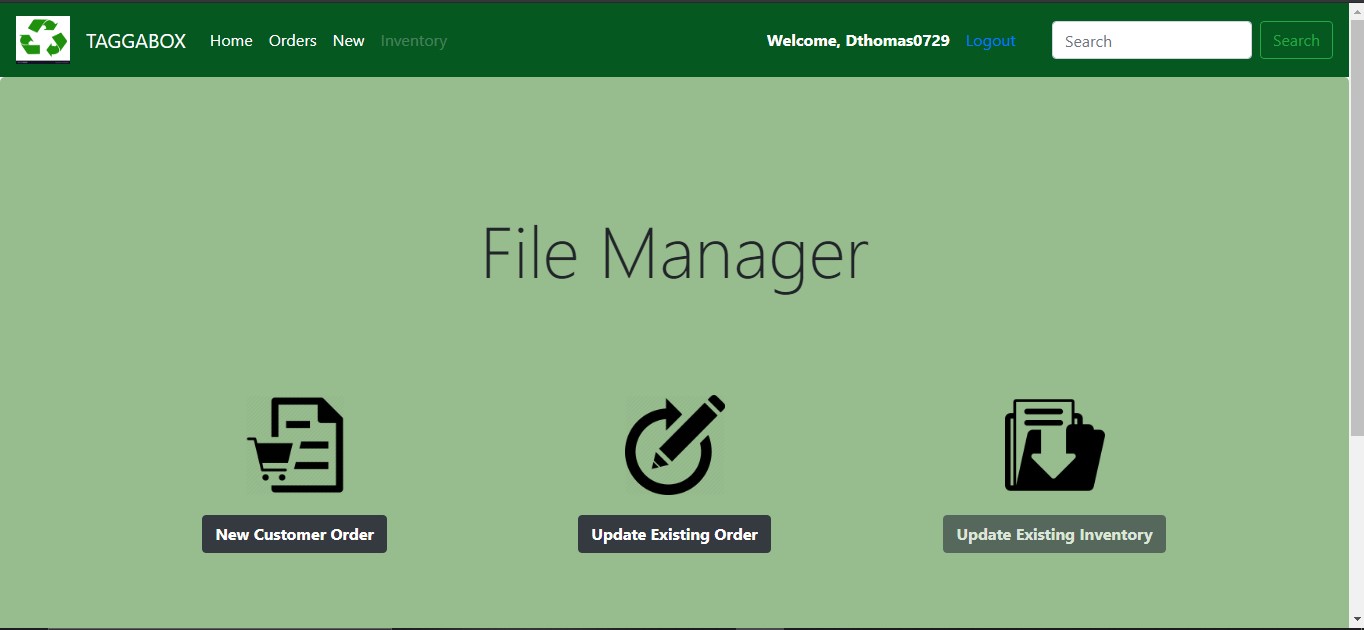 TAGGABOX Home Orders New Inventory Welcome, Dthomas0729 Logout Search Search
File Manager
New Customer Order Update Existing Order Update Existing Inventory